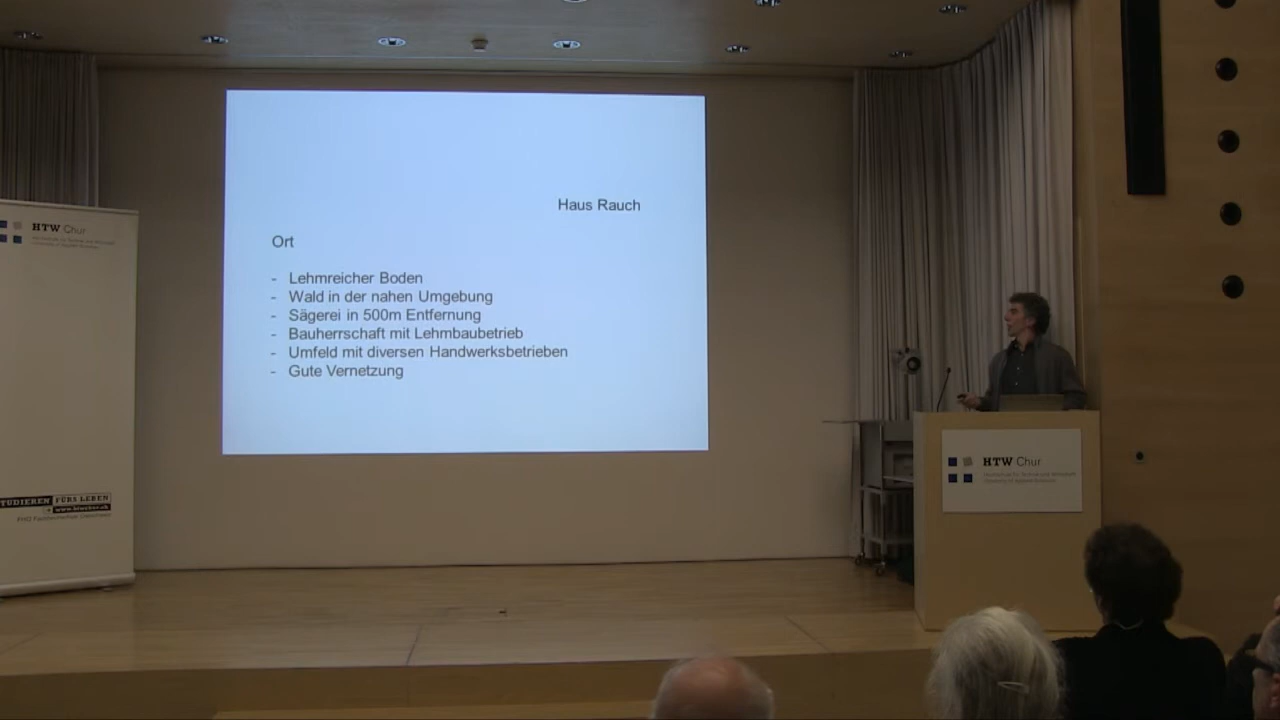 Haus Rauch
Ort
- Lehmreicher Boden
- Wald in der nahen Umgebung
- Sägerei in 500m Entfernung
- Bauherrschaft mit Lehmbaubetrieb
- Umfeld mit diversen Handwerksbetrieben
- Gute Vernetzung
HTW Chur
TUDIEREN FÜRS LEBEN
HTW Chur